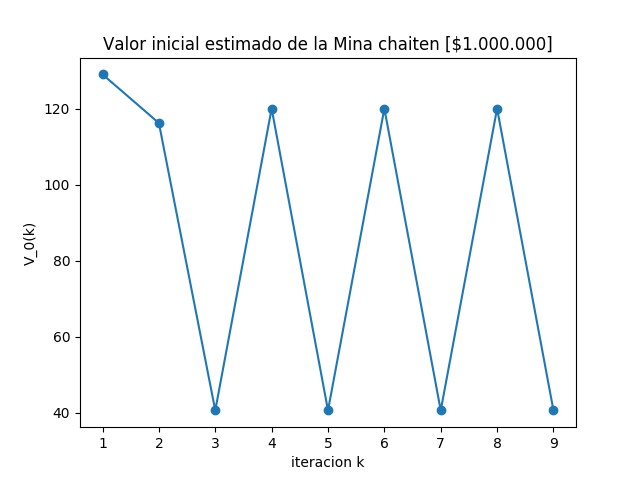 Valor inicial estimado de la Mina chaiten [$1.000.000]
120
100
80
60
40
V_0(k)
1 2 3 4 5 6 7 8 9
iteracion k